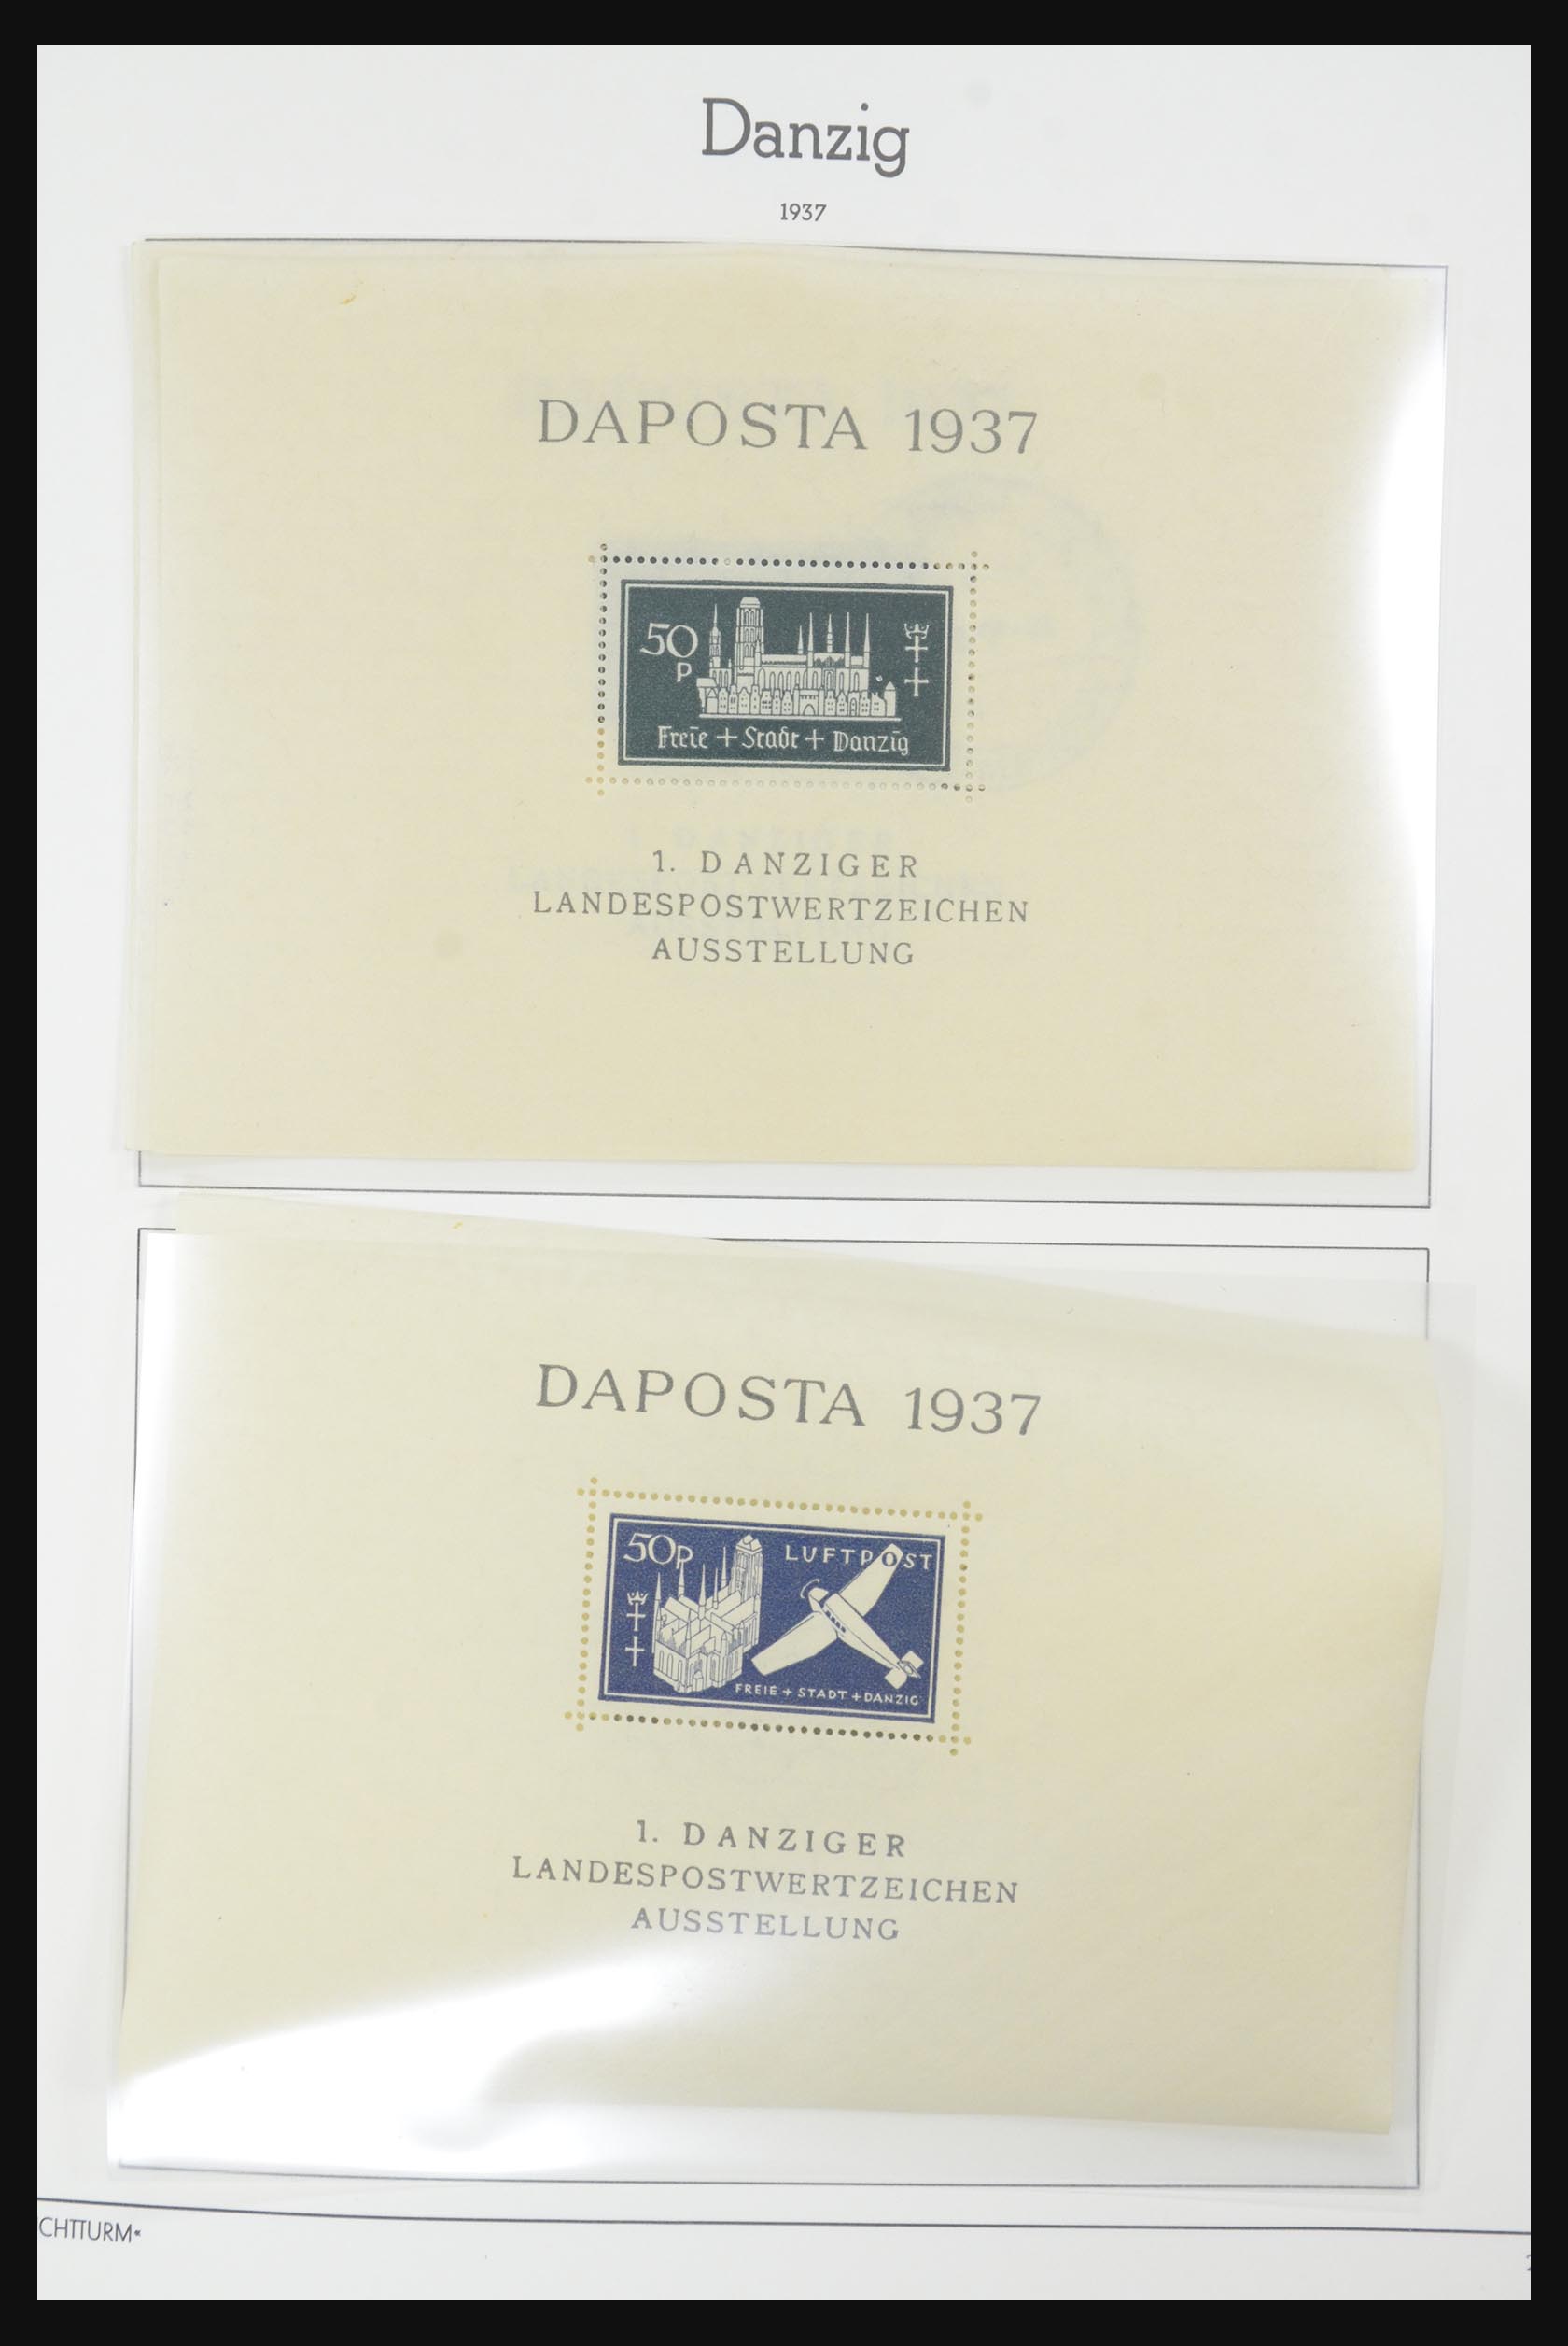 Danzig
1937
DAPOSTA 1937
50
P
Freie + Stadt + Danzig
1. DANZIGER
LANDESPOSTWERTZEICHEN
AUSSTELLUNG
DAPOSTA 1937
50P
LUFTPOST
FREIE + STADT + DANZIG
1. DANZIGER
LANDESPOSTWERTZEICHEN
AUSSTELLUNG
CHTTURM*